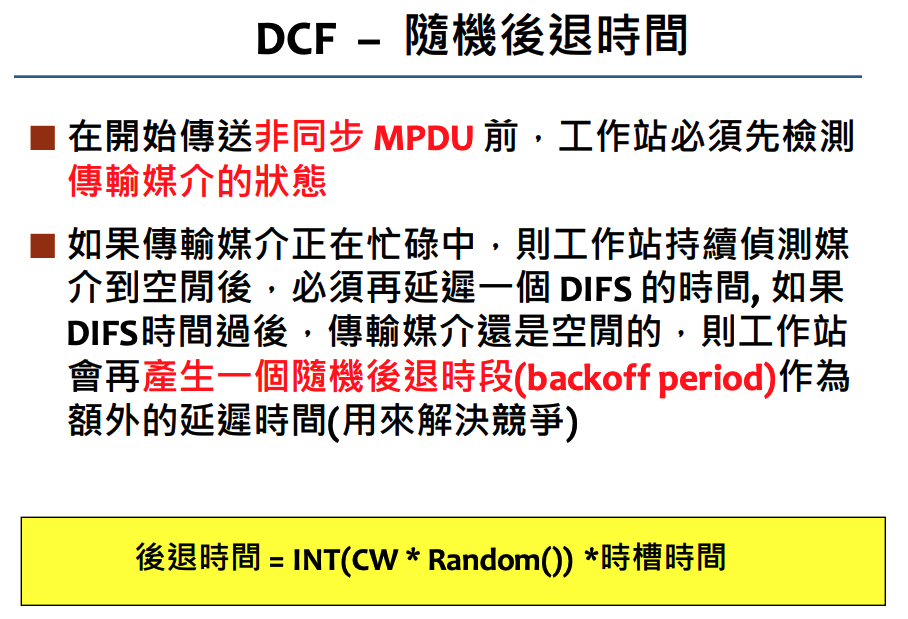 DCF – 隨機後退時間
在開始傳送非同步 MPDU 前，工作站必須先檢測
傳輸媒介的狀態
如果傳輸媒介正在忙碌中，則工作站持續偵測媒
介到空閒後，必須再延遲一個 DIFS 的時間, 如果
DIFS時間過後，傳輸媒介還是空閒的，則工作站
會再產生一個隨機後退時段(backoff period)作為
額外的延遲時間(用來解決競爭)
後退時間 = INT(CW * Random()) *時槽時間